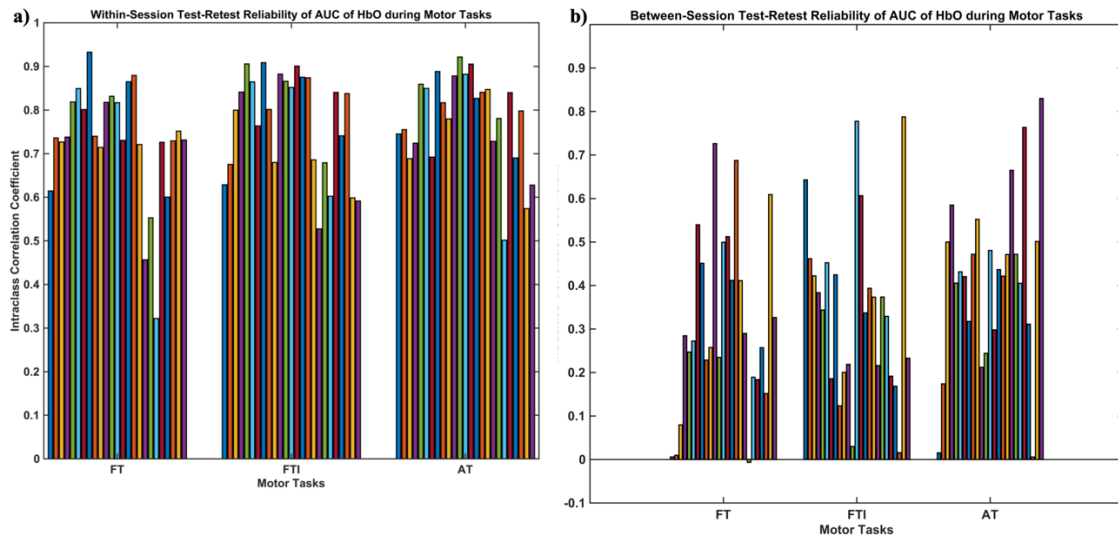 a)
Within-Session Test-Retest Reliability of AUC of HbO during Motor Tasks
Intraclass Correlation Coefficient
1
0.9
0.8
0.7
0.6
0.5
0.4
0.3
0.2
0.1
0
FT FTI AT
Motor Tasks
b)
Between-Session Test-Retest Reliability of AUC of HbO during Motor Tasks
0.9
0.8
0.7
0.6
0.5
0.4
0.3
0.2
0.1
0
-0.1
FT FTI AT
Motor Tasks